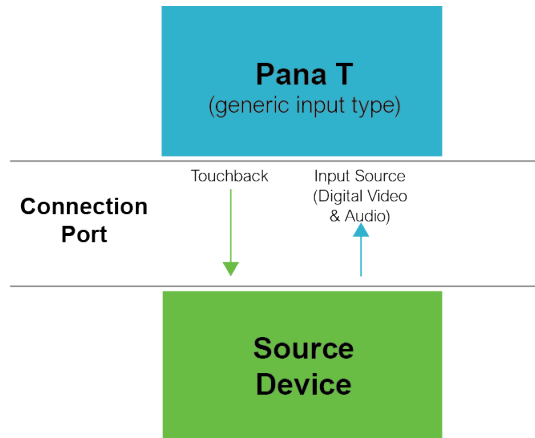 Pana T
(generic input type)
Touchback
Input Source
(Digital Video
& Audio)
Connection
Port
Source
Device